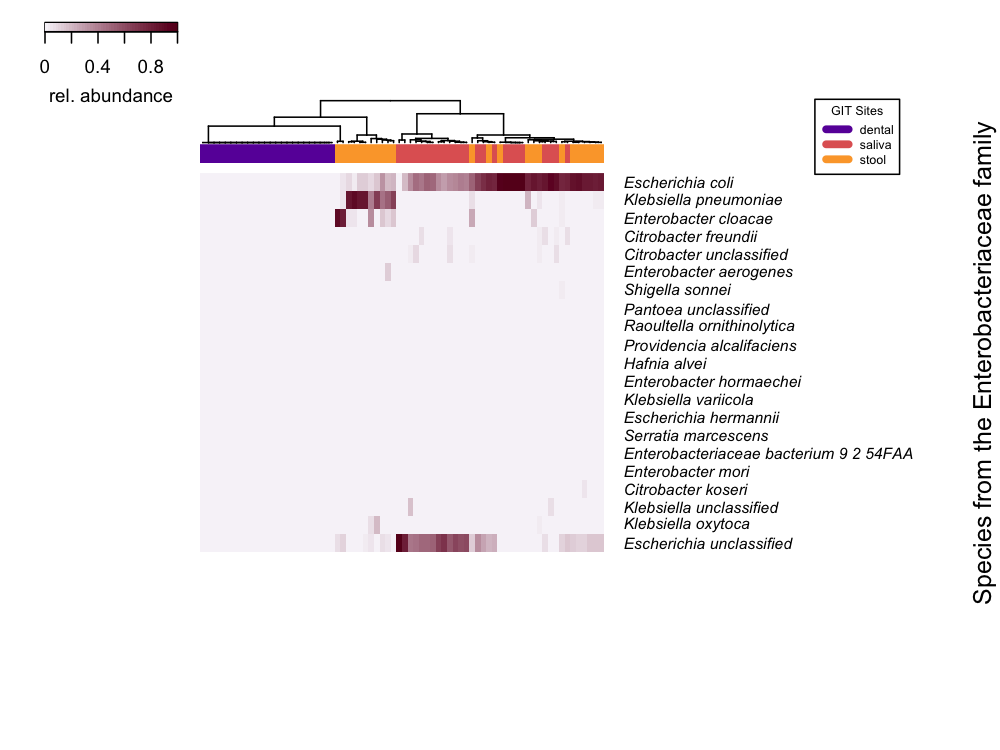 0 0.4 0.8
rel. abundance
GIT Sites
dental
saliva
stool
Escherichia coli
Klebsiella pneumoniae
Enterobacter cloacae
Citrobacter freundii
Citrobacter unclassified
Enterobacter aerogenes
Shigella sonnei
Pantoea unclassified
Raoultella ornithinolytica
Providencia alcalifaciens
Hafnia alvei
Enterobacter hormaechei
Klebsiella variicola
Escherichia hermannii
Serratia marcescens
Enterobacteriaceae bacterium 9 2 54FAA
Enterobacter mori
Citrobacter koseri
Klebsiella unclassified
Klebsiella oxytoca
Escherichia unclassified
Species from the Enterobacteriaceae family